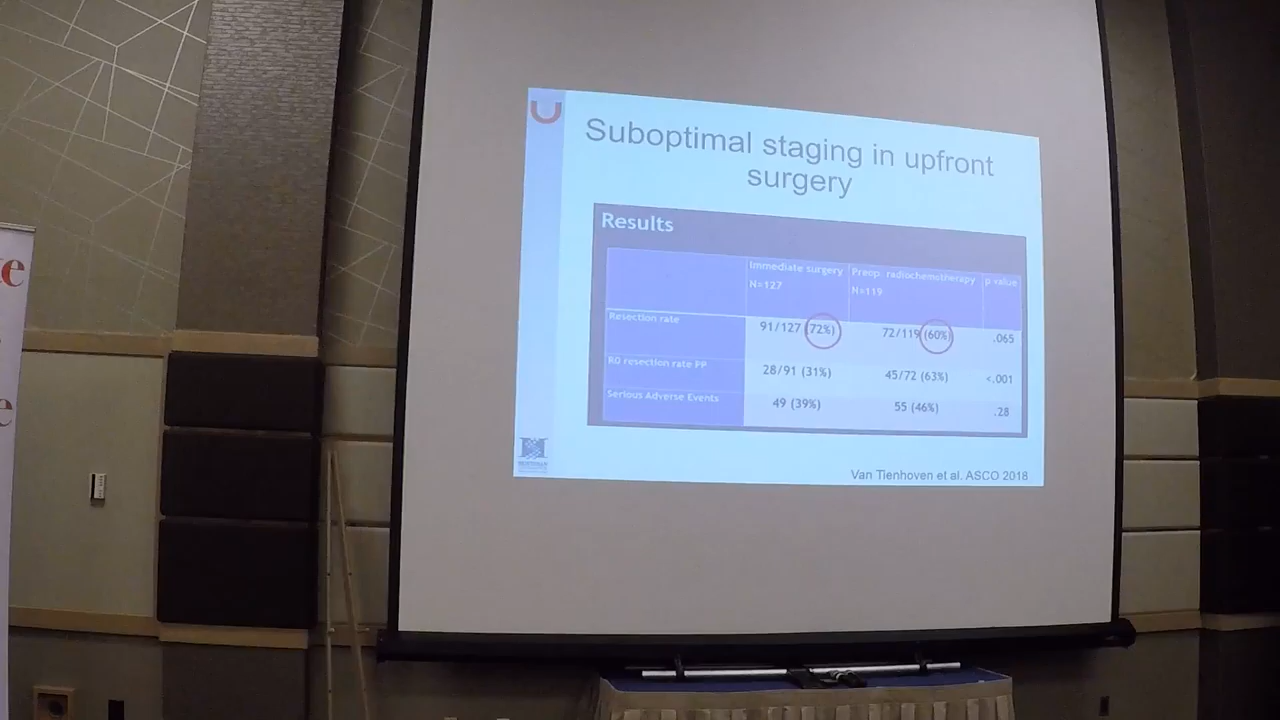 Suboptimal staging in upfront
surgery
Results
Immediate surgery
N=127
Preop. radiochemotherapy
N=119
p value
Resection rate
91/127 (72%)
72/119 (60%)
.065
R0 resection rate PP
28/91 (31%)
45/72 (63%)
<.001
Serious Adverse Events
49 (39%)
55 (46%)
.28
Van Tienhoven et al. ASCO 2018
e
e